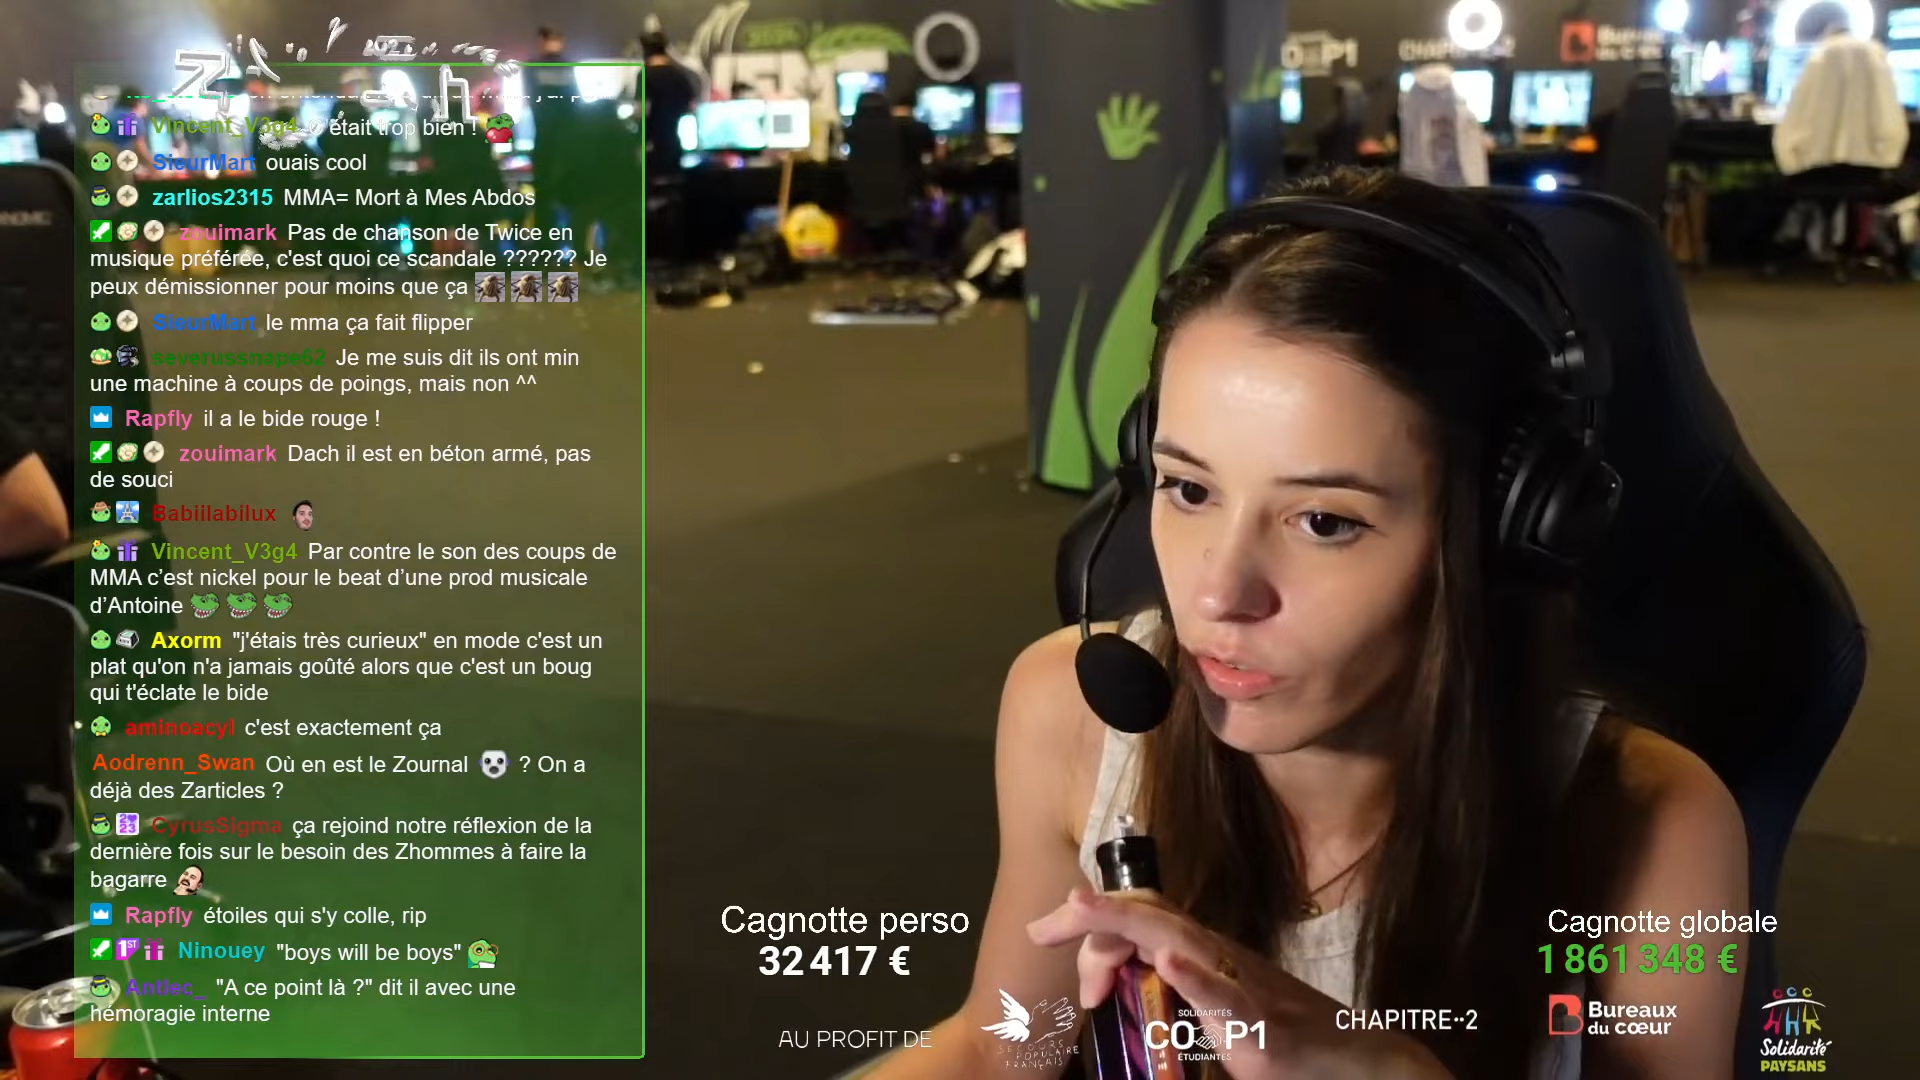 Vincent_V3g4 C'était trop bien !
SieurMart ouais cool
zarlios2315 MMA= Mort à Mes Abdos
zouimark Pas de chanson de Twice en
musique préférée, c'est quoi ce scandale ?????? Je
peux démissionner pour moins que ça
SieurMart le mma ça fait flipper
severussnape62 Je me suis dit ils ont min
une machine à coups de poings, mais non ^^
Rapfly il a le bide rouge !
zouimark Dach il est en béton armé, pas
de souci
Babiilabilux
Vincent_V3g4 Par contre le son des coups de
MMA c’est nickel pour le beat d’une prod musicale
d’Antoine
Axorm "j'étais très curieux" en mode c'est un
plat qu'on n'a jamais goûté alors que c'est un boug
qui t'éclate le bide
aminoacyl c'est exactement ça
Aodrenn_Swan Où en est le Zournal ? On a
déjà des Zarticles ?
CyrusSigma ça rejoind notre réflexion de la
dernière fois sur le besoin des Zhommes à faire la
bagarre
Rapfly étoiles qui s'y colle, rip
Ninouey "boys will be boys"
Antlec_ "A ce point là ?" dit il avec une
hémoragie interne
Cagnotte perso
32 417 €
Cagnotte globale
1 861 348 €
AU PROFIT DE
SECOURS
POPULAIRE
FRANÇAIS
SOLIDARITÉS
CO P1
ÉTUDIANTES
CHAPITRE··2
Bureaux
du cœur
Solidarité
PAYSANS